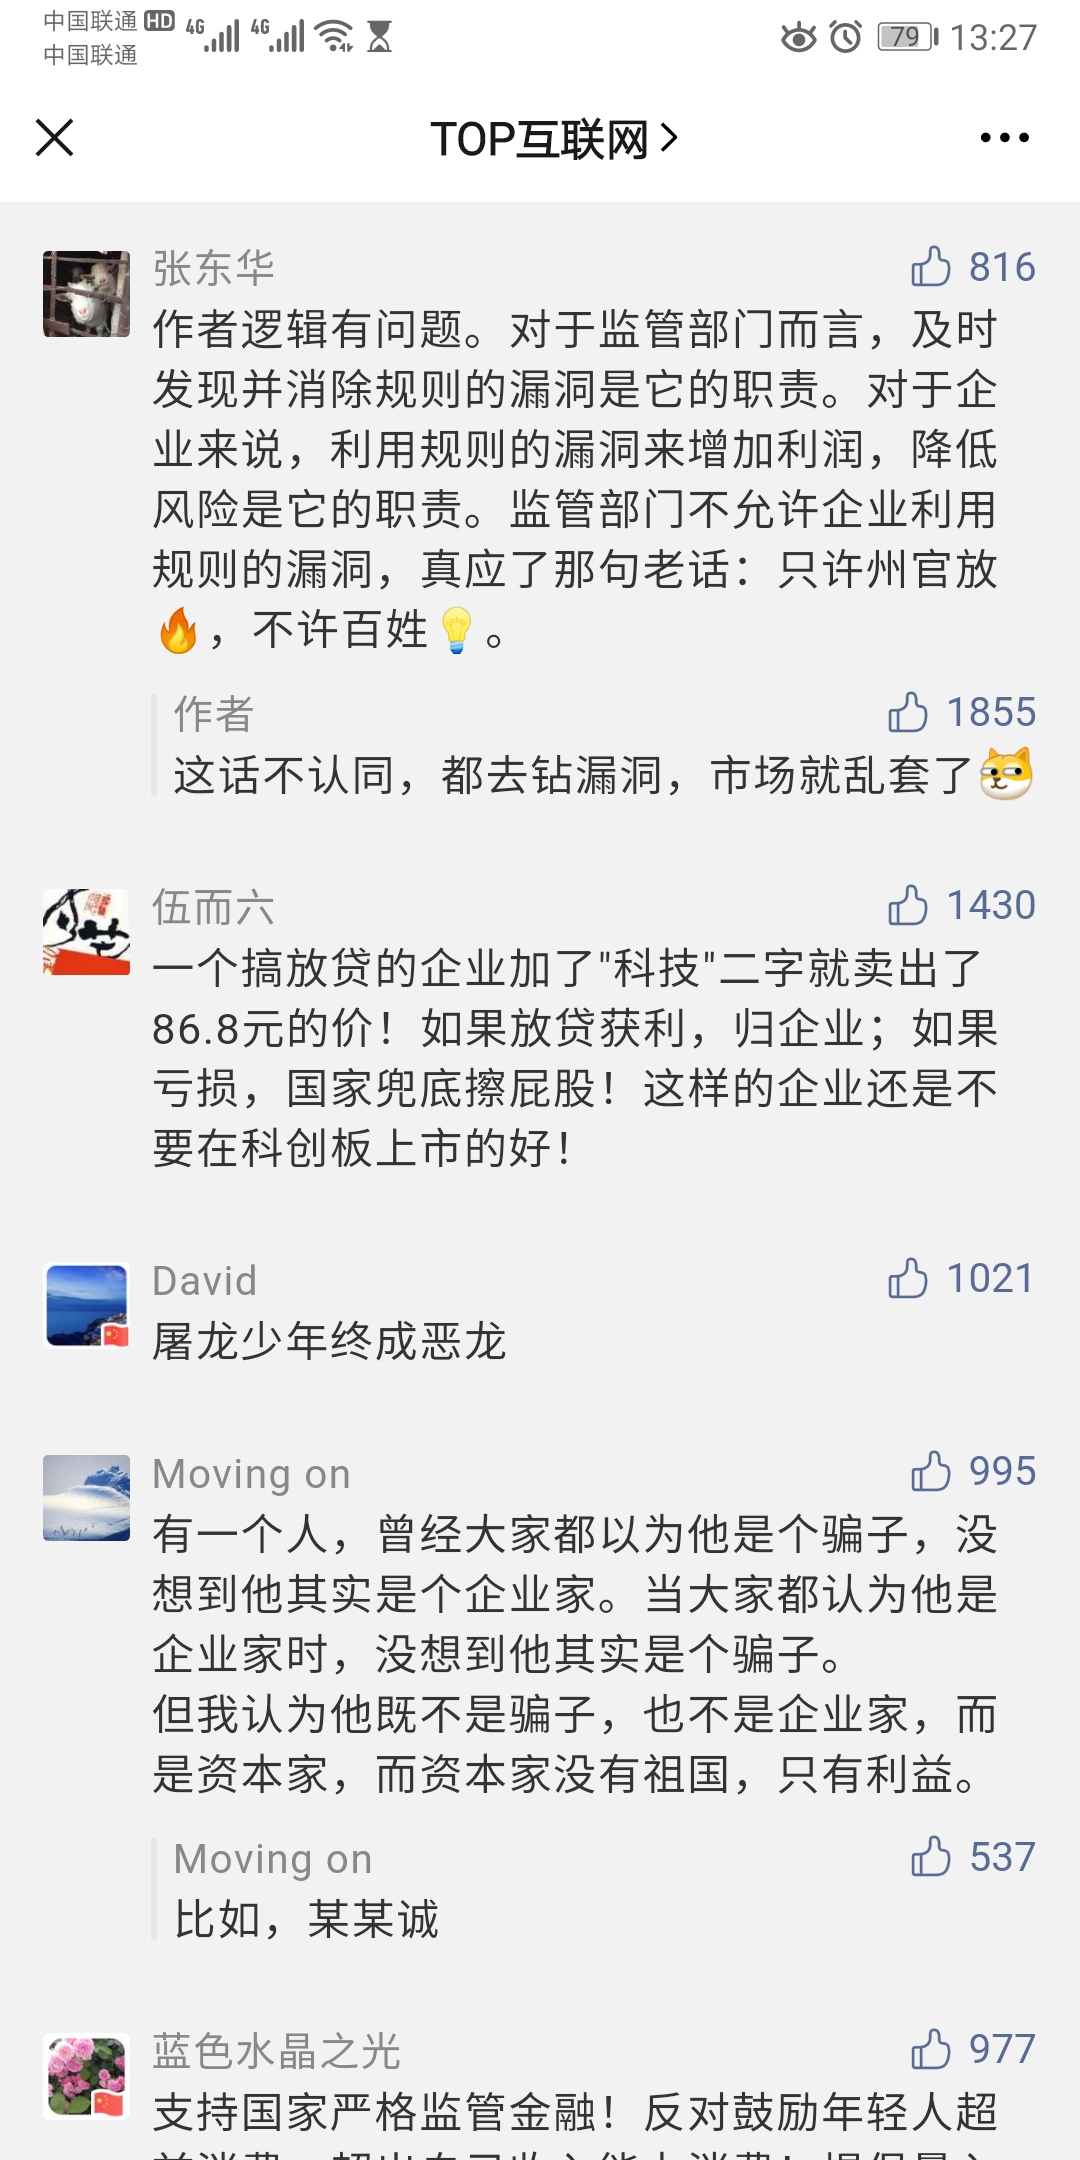 中国联通 HD 4G 4G 79 13:27
中国联通
TOP互联网
张东华 816
作者逻辑有问题。对于监管部门而言，及时
发现并消除规则的漏洞是它的职责。对于企
业来说，利用规则的漏洞来增加利润，降低
风险是它的职责。监管部门不允许企业利用
规则的漏洞，真应了那句老话：只许州官放
🔥，不许百姓💡。
作者 1855
这话不认同，都去钻漏洞，市场就乱套了
伍而六 1430
一个搞放贷的企业加了"科技"二字就卖出了
86.8元的价！如果放贷获利，归企业；如果
亏损，国家兜底擦屁股！这样的企业还是不
要在科创板上市的好！
David 1021
屠龙少年终成恶龙
Moving on 995
有一个人，曾经大家都以为他是个骗子，没
想到他其实是个企业家。当大家都认为他是
企业家时，没想到他其实是个骗子。
但我认为他既不是骗子，也不是企业家，而
是资本家，而资本家没有祖国，只有利益。
Moving on 537
比如，某某诚
蓝色水晶之光 977
支持国家严格监管金融！反对鼓励年轻人超